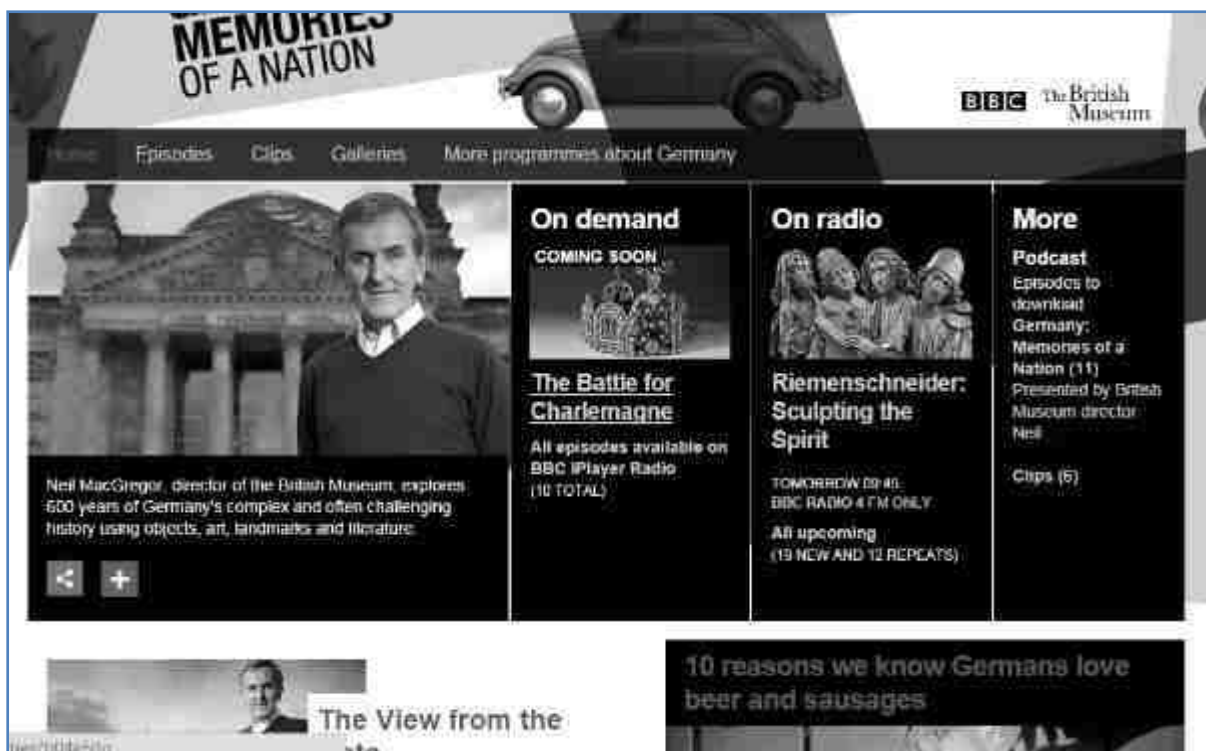 MEMORIES
OF A NATION
BBC The British
Museum
Home Episodes Clips Galleries More programmes about Germany
On demand
COMING SOON
The Battle for
Charlemagne
All episodes available on
BBC iPlayer Radio
(10 TOTAL)
On radio
Riemenschneider:
Sculpting the
Spirit
TOMORROW 09:45
BBC RADIO 4 FM ONLY
All upcoming
(19 NEW AND 12 REPEATS)
More
Podcast
Episodes to
download
Germany:
Memories of a
Nation (11)
Presented by British
Museum director
Neil
Clips (6)
Neil MacGregor, director of the British Museum, explores
600 years of Germany's complex and often challenging
history using objects, art, landmarks and literature.
The View from the
10 reasons we know Germans love
beer and sausages